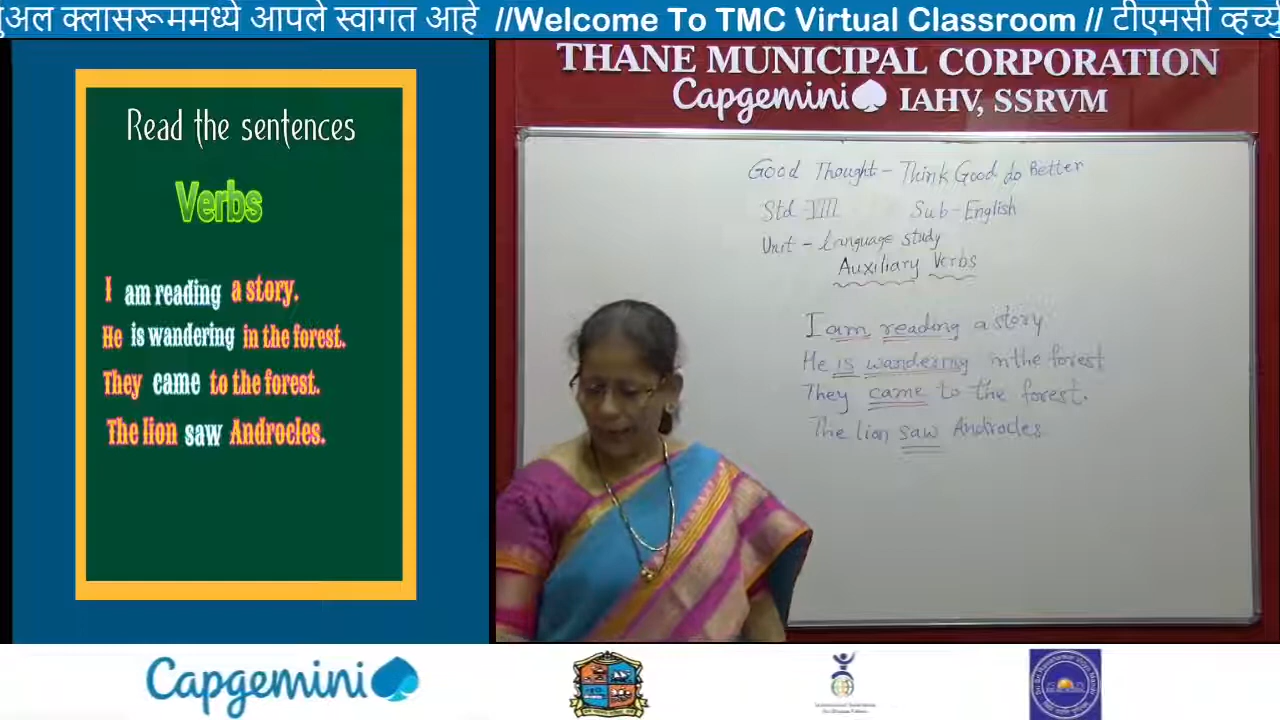 क्लासरूममध्ये आपले स्वागत आहे //Welcome To TMC Virtual Classroom // टीएमसी
Read the sentences
Verbs
I am reading a story.
He is wandering in the forest.
They came to the forest.
The lion saw Androcles.
THANE MUNICIPAL CORPORATION
Capgemini IAHV, SSRVM
Good Thought - Think Good do Better
Std - VIII Sub - English
Unit - Language study
Auxiliary Verbs
I am reading a story
He is wandering in the forest
They came to the forest.
The lion saw Androcles.
Capgemini